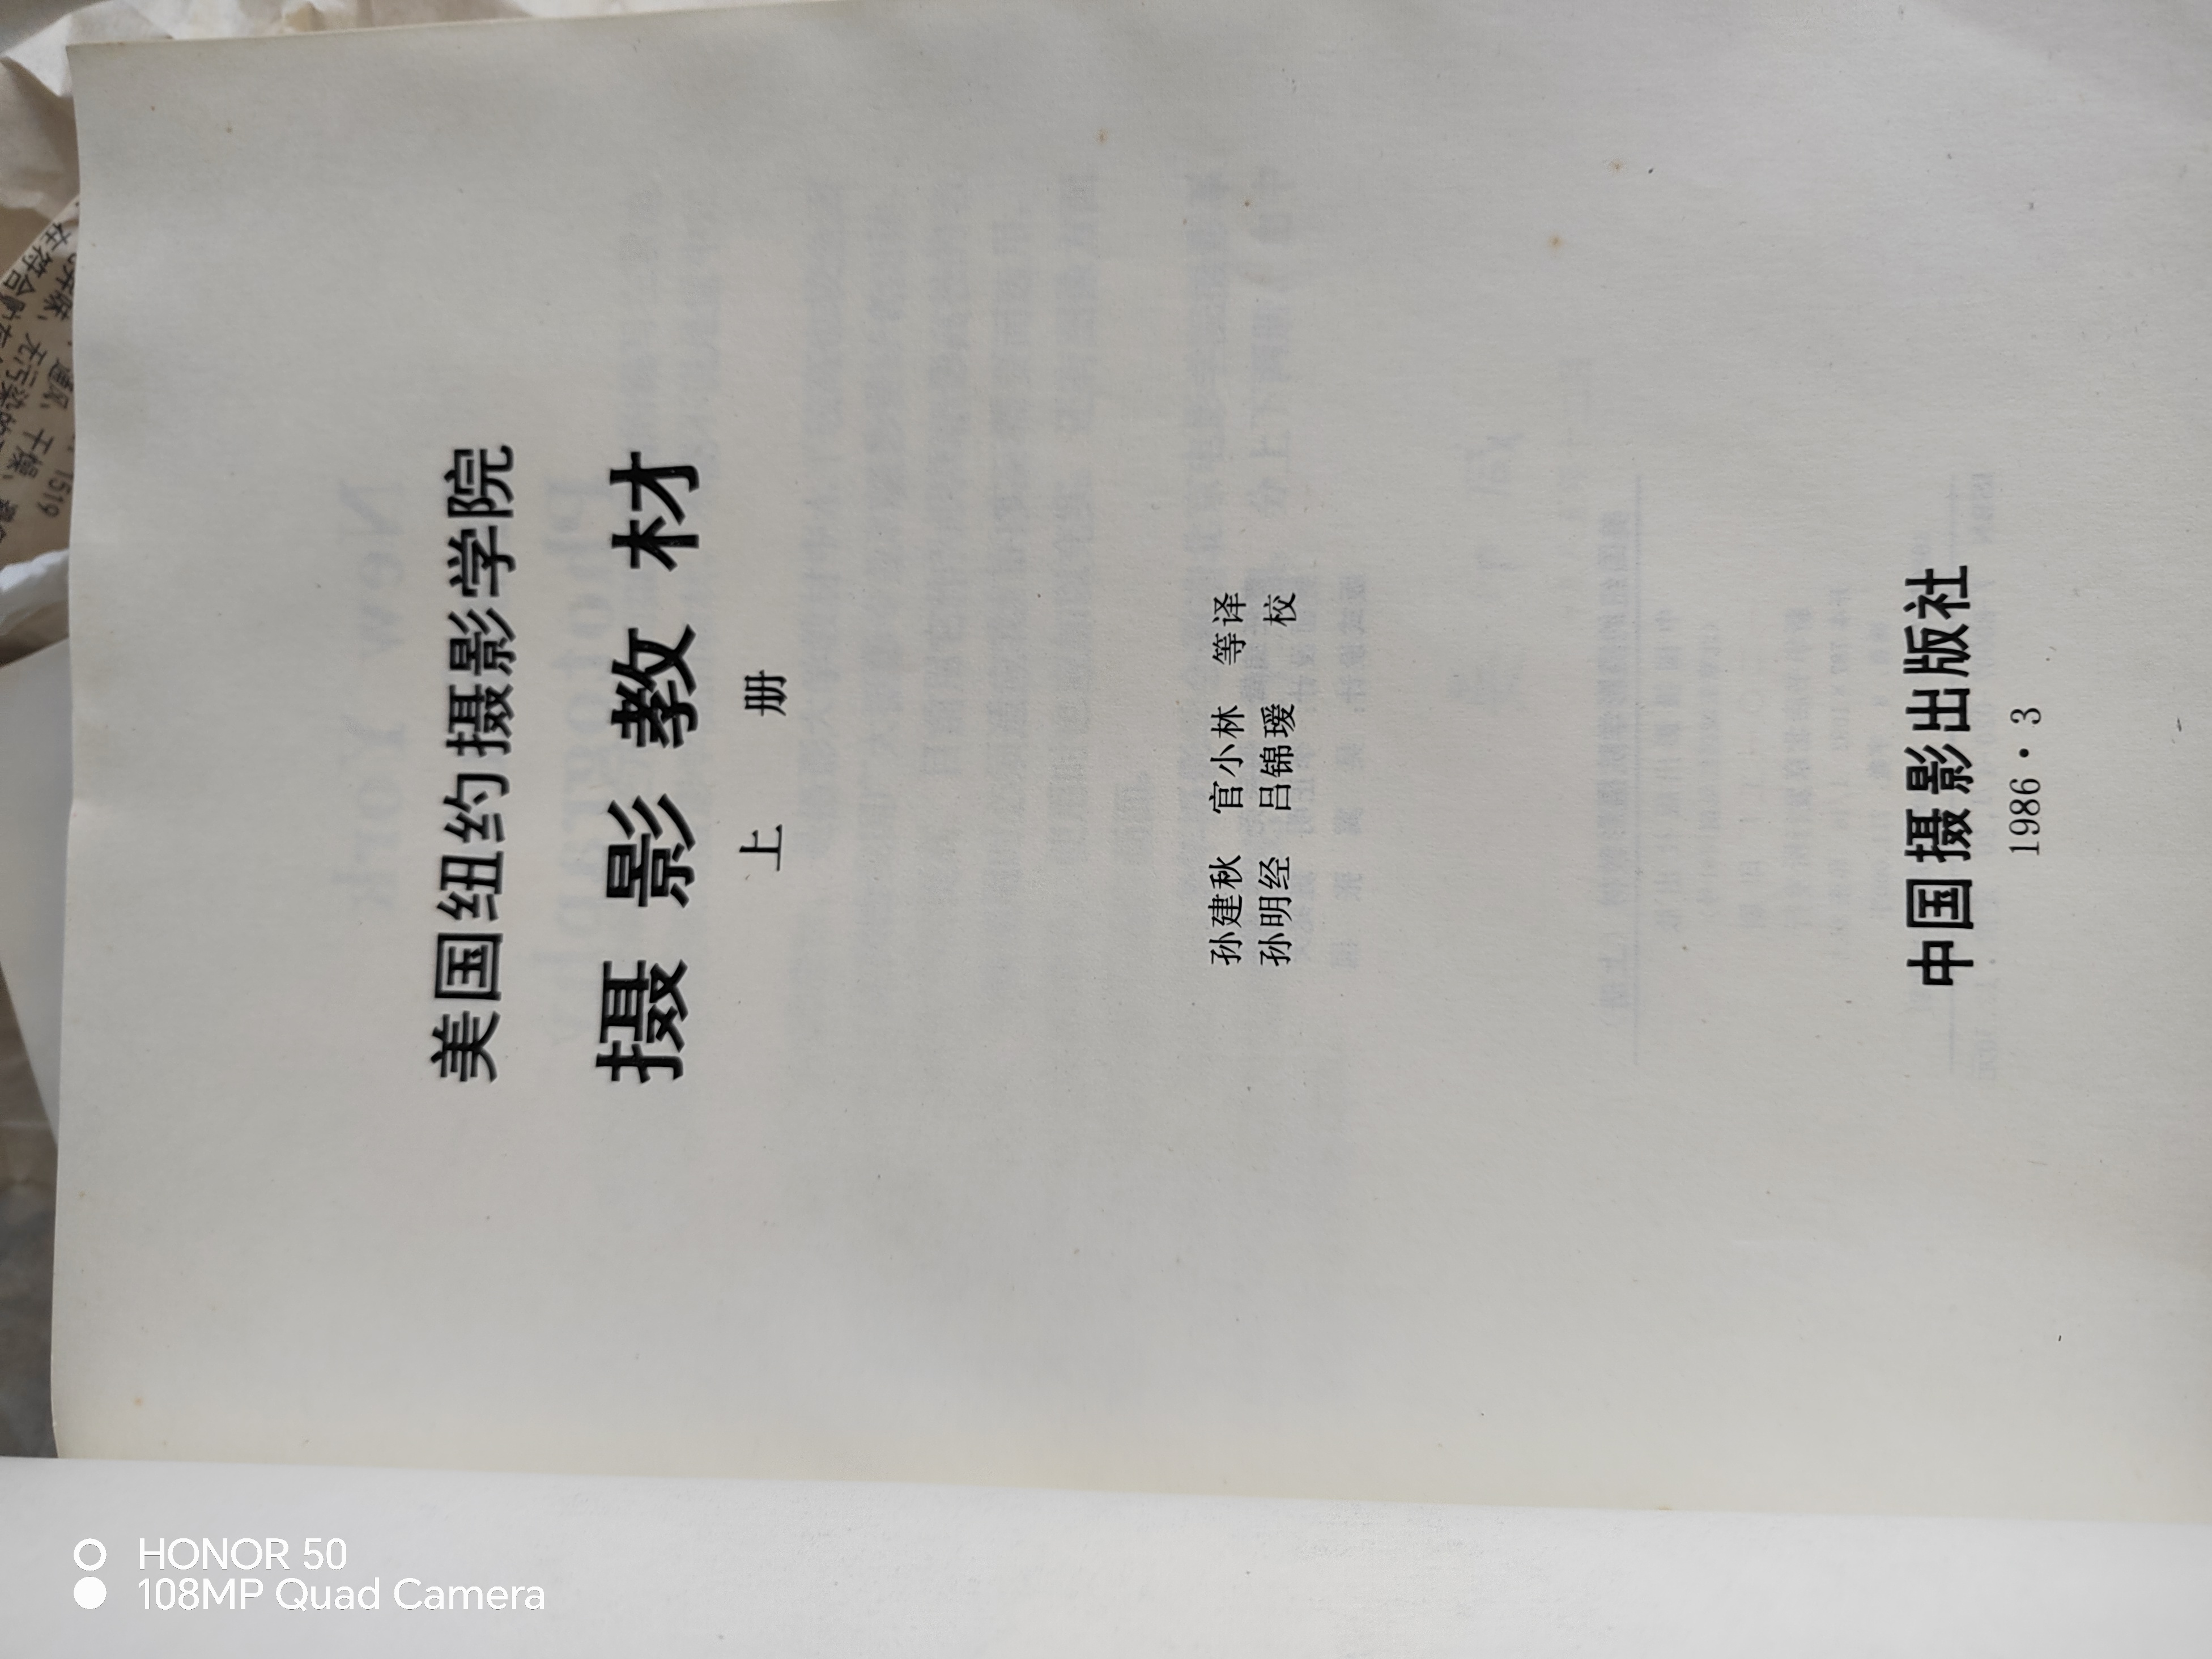 美国纽约摄影学院
摄影教材
上 册
孙建秋 官小林 等译
孙明经 吕锦瑷 校
中国摄影出版社
1986·3
HONOR 50
108MP Quad Camera